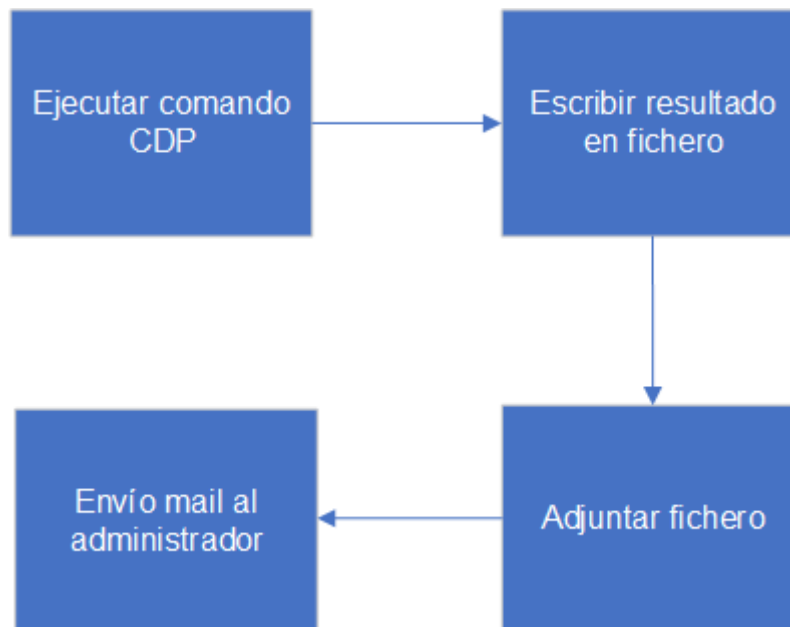 Ejecutar comando
CDP
Escribir resultado
en fichero
Adjuntar fichero
Envío mail al
administrador